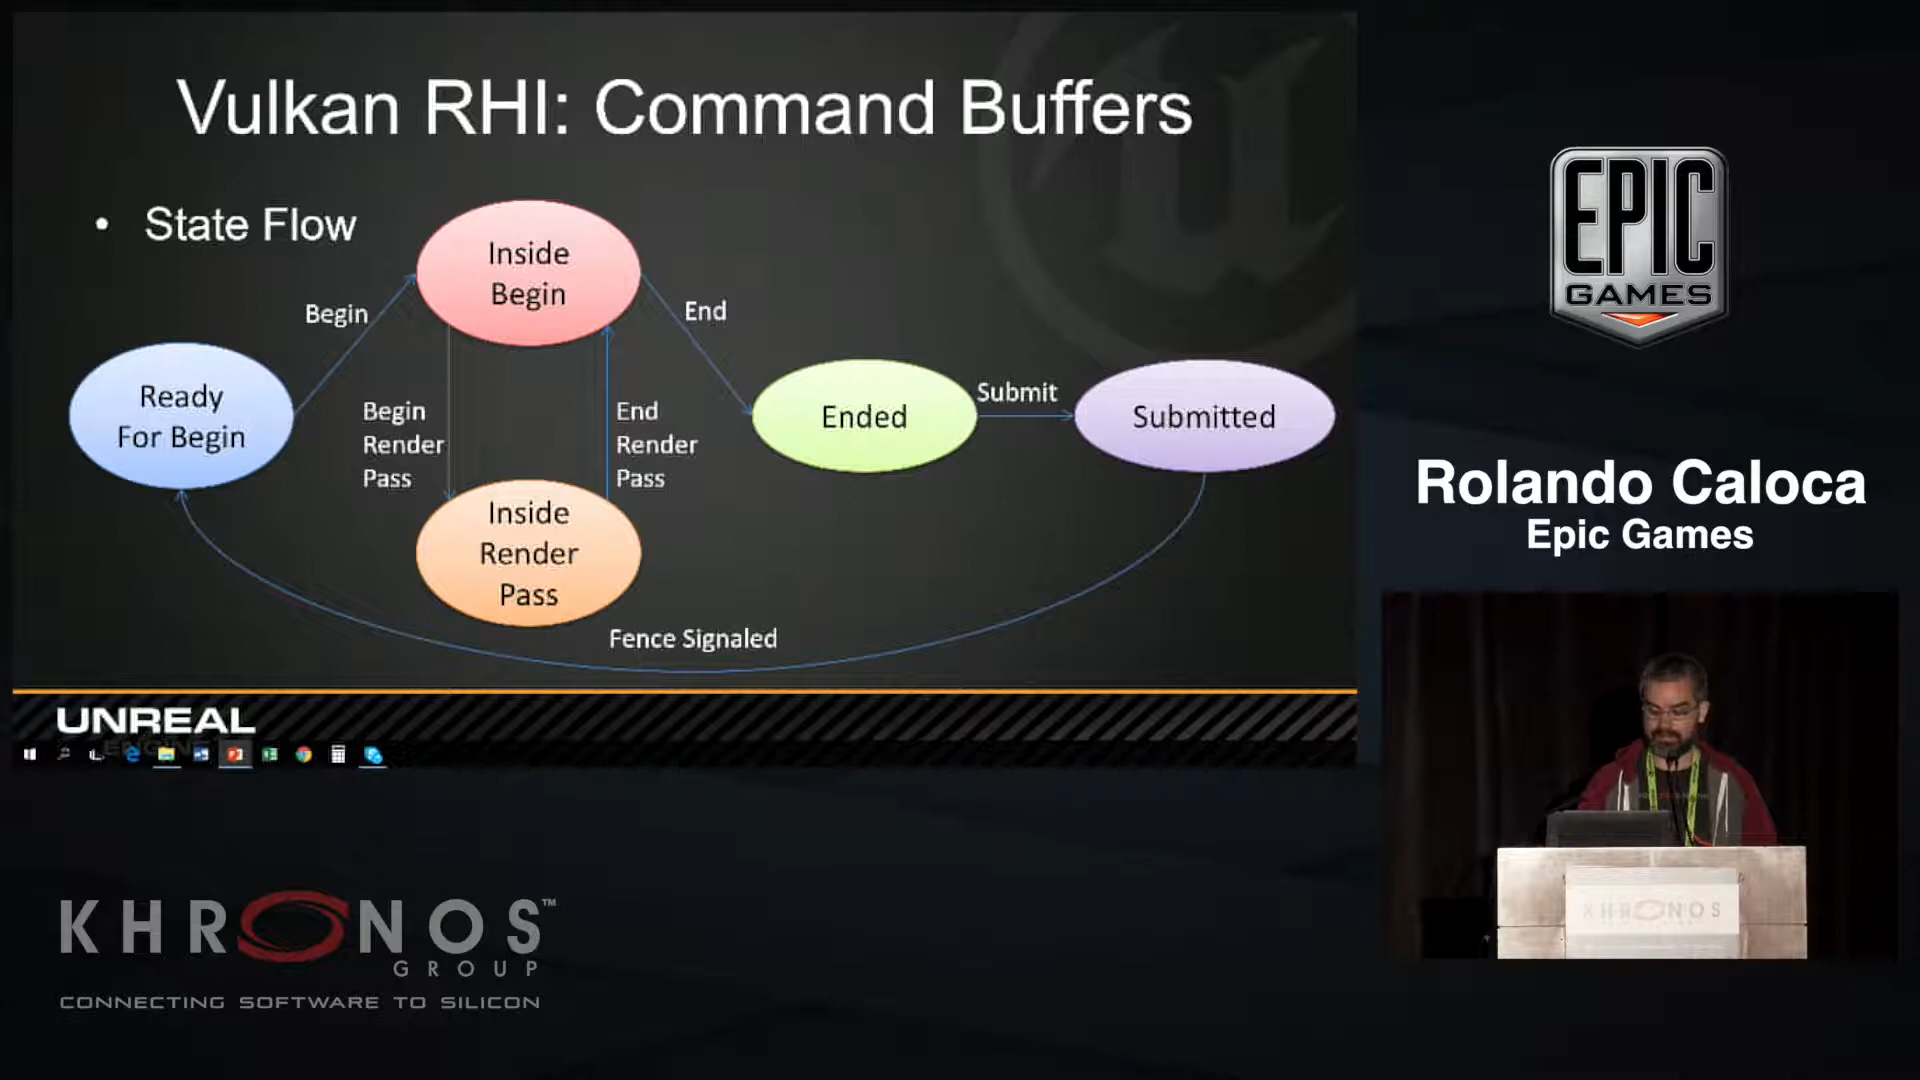 Vulkan RHI: Command Buffers
• State Flow
Inside
Begin
Begin
End
Ready
For Begin
Begin
Render
Pass
End
Render
Pass
Ended
Submit
Submitted
Inside
Render
Pass
Fence Signaled
UNREAL
ENGINE
EPIC
GAMES
Rolando Caloca
Epic Games
KHRONOS
KHRONOS™
GROUP
CONNECTING SOFTWARE TO SILICON